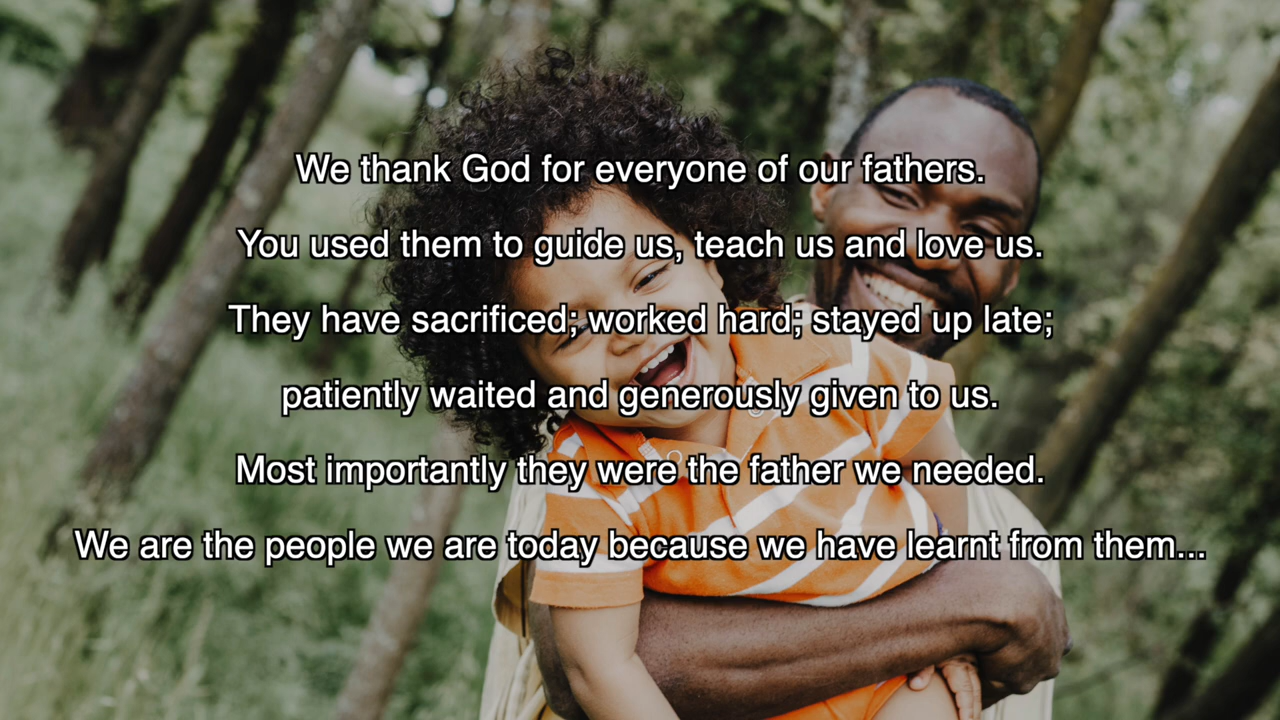 We thank God for everyone of our fathers.
You used them to guide us, teach us and love us.
They have sacrificed; worked hard; stayed up late;
patiently waited and generously given to us.
Most importantly they were the father we needed.
We are the people we are today because we have learnt from them...